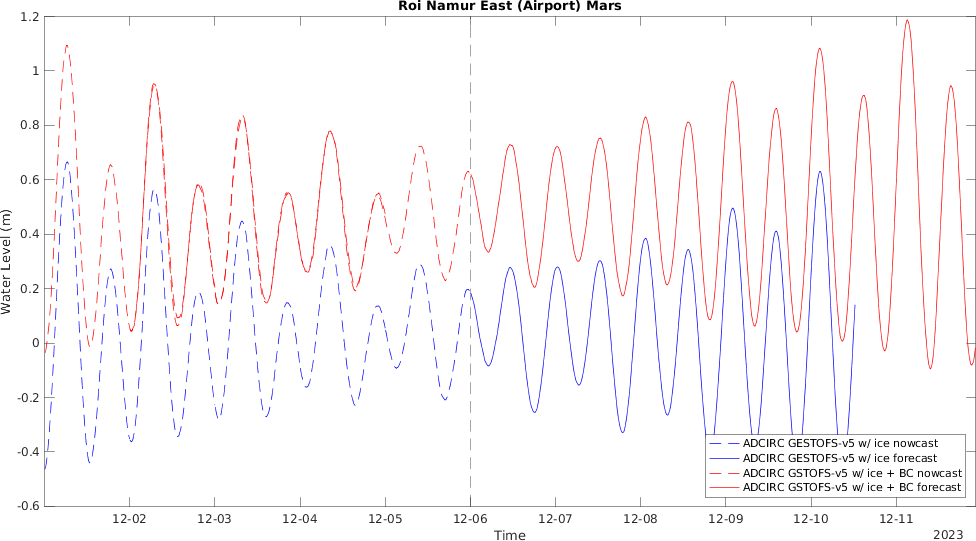 Roi Namur East (Airport) Mars
1.2
1
0.8
0.6
0.4
0.2
0
-0.2
-0.4
-0.6
Water Level (m)
ADCIRC GESTOFS-v5 w/ ice nowcast
ADCIRC GESTOFS-v5 w/ ice forecast
ADCIRC GSTOFS-v5 w/ ice + BC nowcast
ADCIRC GSTOFS-v5 w/ ice + BC forecast
12-02 12-03 12-04 12-05 12-06 12-07 12-08 12-09 12-10 12-11
Time
2023